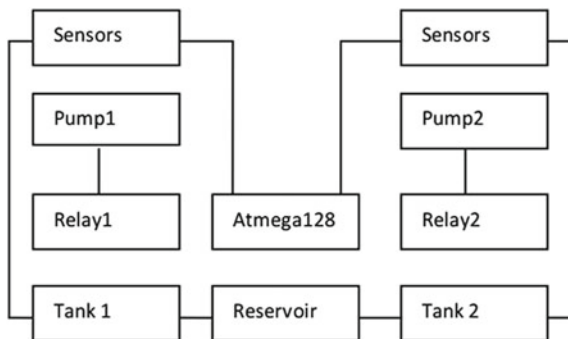 Sensors
Sensors
Pump1
Pump2
Relay1
Atmega128
Relay2
Tank 1
Reservoir
Tank 2